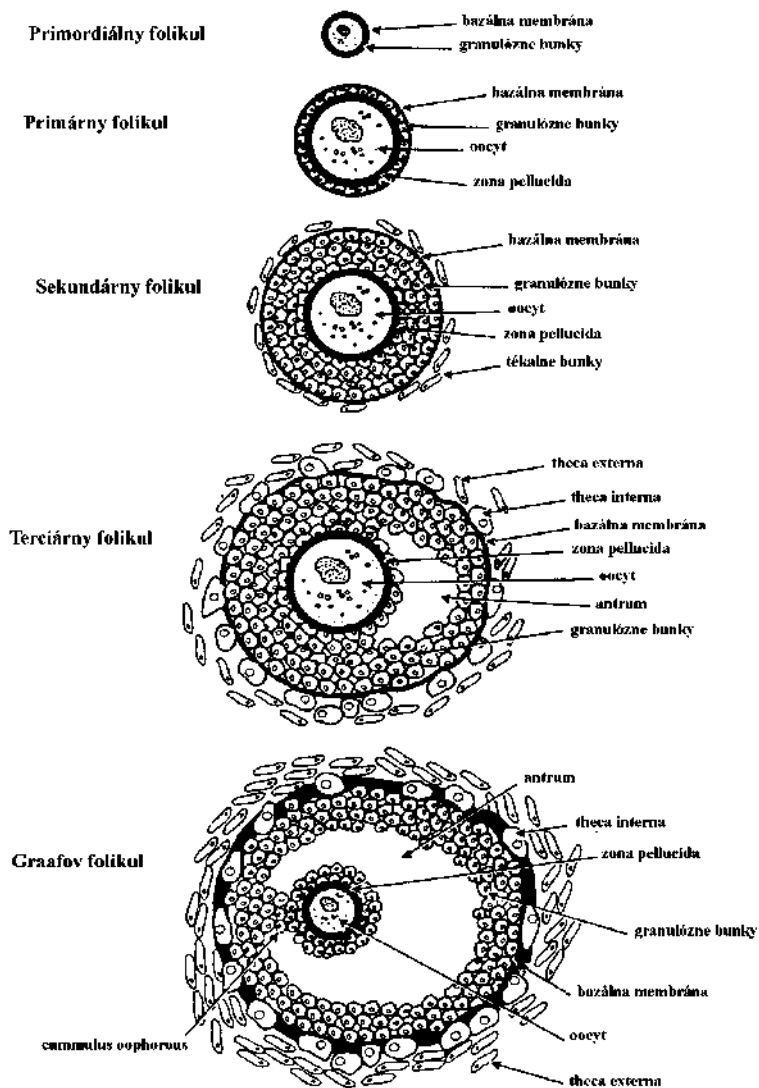 Primordiálny folikul
bazálna membrána
granulózne bunky
Primárny folikul
bazálna membrána
granulózne bunky
oocyt
zona pellucida
Sekundárny folikul
bazálna membrána
granulózne bunky
oocyt
zona pellucida
tékalne bunky
Terciárny folikul
theca externa
theca interna
bazálna membrána
zona pellucida
oocyt
antrum
granulózne bunky
Graafov folikul
antrum
theca interna
zona pellucida
granulózne bunky
bazálna membrána
cummulus oophorous
oocyt
theca externa